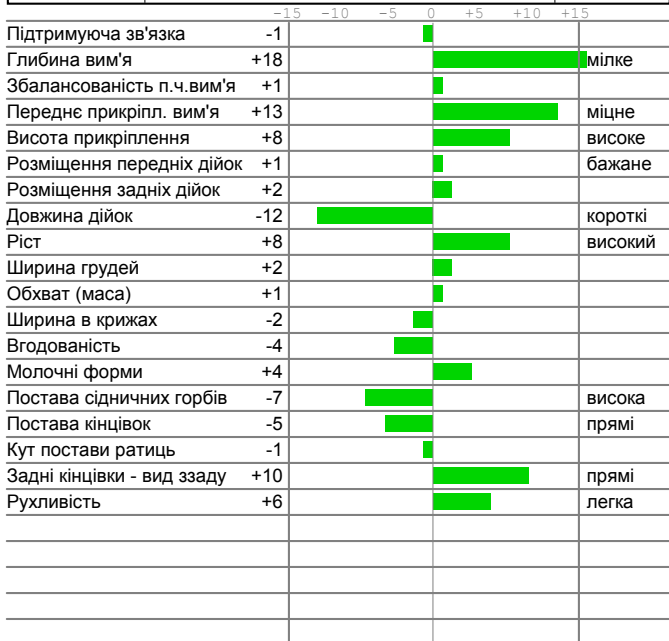 -15 -10 -5 0 +5 +10 +15
Підтримуюча зв'язка -1
Глибина вим'я +18 мілке
Збалансованість п.ч.вим'я +1
Переднє прикріпл. вим'я +13 міцне
Висота прикріплення +8 високе
Розміщення передніх дійок +1 бажане
Розміщення задніх дійок +2
Довжина дійок -12 короткі
Ріст +8 високий
Ширина грудей +2
Обхват (маса) +1
Ширина в крижах -2
Вгодованість -4
Молочні форми +4
Постава сідничних горбів -7 висока
Постава кінцівок -5 прямі
Кут постави ратиць -1
Задні кінцівки - вид ззаду +10 прямі
Рухливість +6 легка